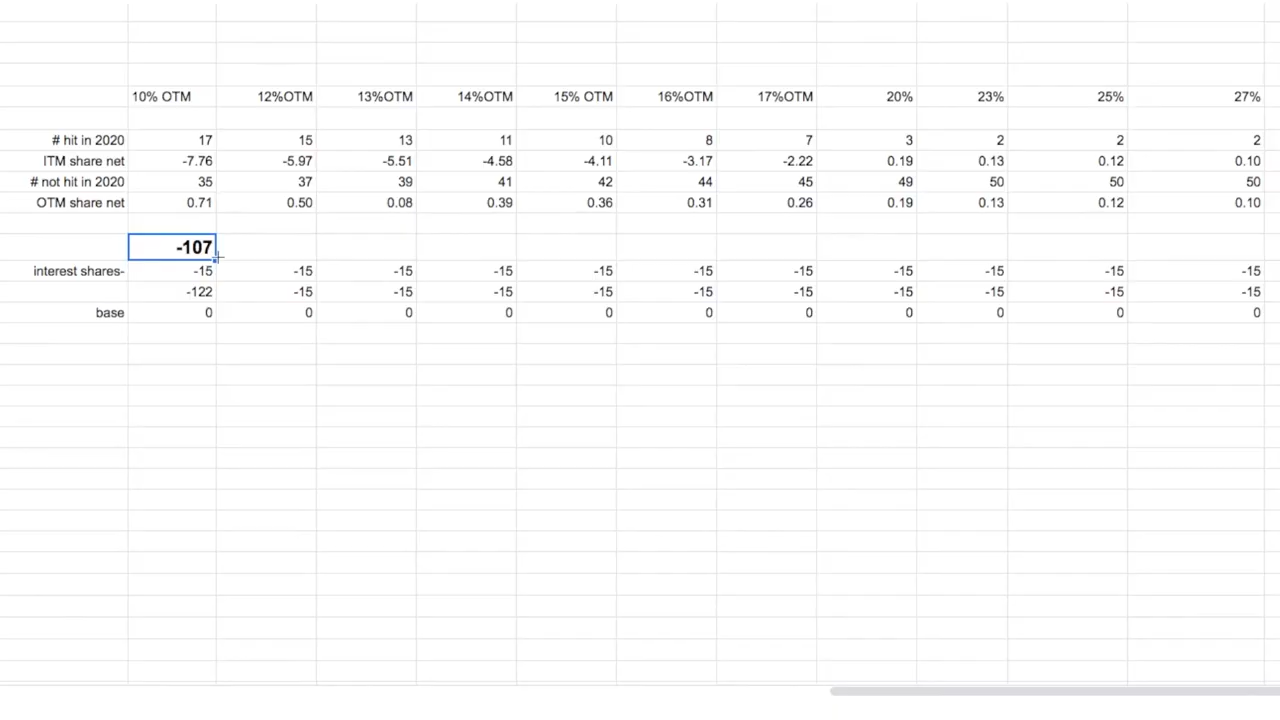 10% OTM 12%OTM 13%OTM 14%OTM 15% OTM 16%OTM 17%OTM 20% 23% 25% 27%
# hit in 2020 17 15 13 11 10 8 7 3 2 2 2
ITM share net -7.76 -5.97 -5.51 -4.58 -4.11 -3.17 -2.22 0.19 0.13 0.12 0.10
# not hit in 2020 35 37 39 41 42 44 45 49 50 50 50
OTM share net 0.71 0.50 0.08 0.39 0.36 0.31 0.26 0.19 0.13 0.12 0.10
-107
interest shares- -15 -15 -15 -15 -15 -15 -15 -15 -15 -15 -15
-122 -15 -15 -15 -15 -15 -15 -15 -15 -15 -15
base 0 0 0 0 0 0 0 0 0 0 0